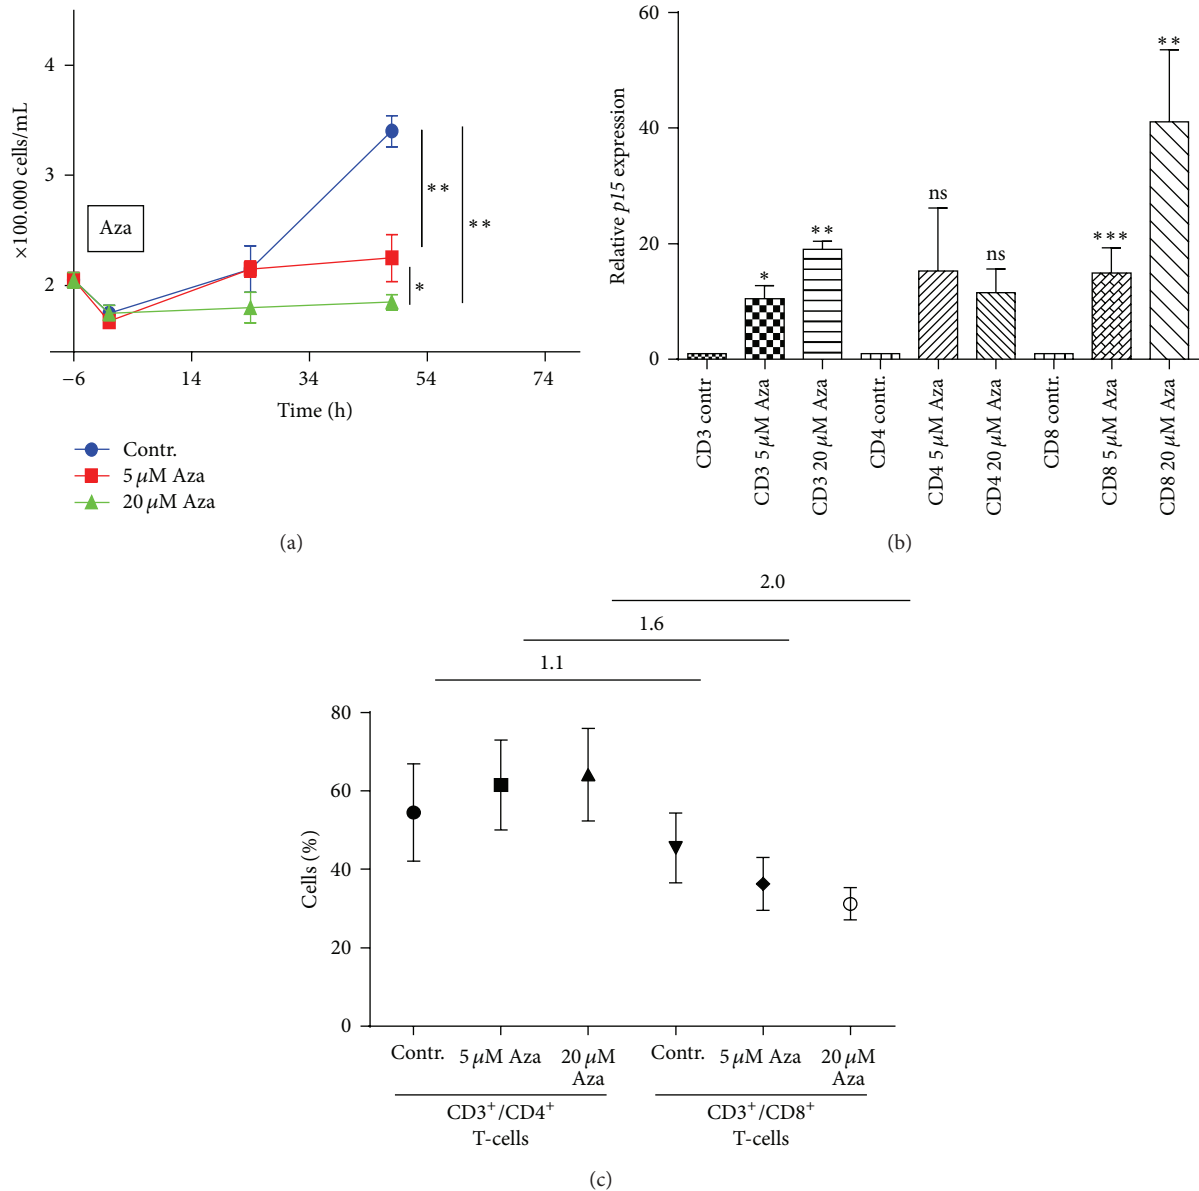 4
3
2
×100.000 cells/mL
Aza
**
**
*
−6 14 34 54 74
Time (h)
Contr.
5 μM Aza
20 μM Aza
(a)
60
40
20
0
Relative p15 expression
*
**
ns
ns
***
**
CD3 contr
CD3 5 μM Aza
CD3 20 μM Aza
CD4 contr.
CD4 5 μM Aza
CD4 20 μM Aza
CD8 contr.
CD8 5 μM Aza
CD8 20 μM Aza
(b)
2.0
1.6
1.1
80
60
40
20
0
Cells (%)
Contr. 5 μM Aza 20 μM Contr. 5 μM Aza 20 μM
Aza Aza
CD3⁺/CD4⁺ CD3⁺/CD8⁺
T-cells T-cells
(c)